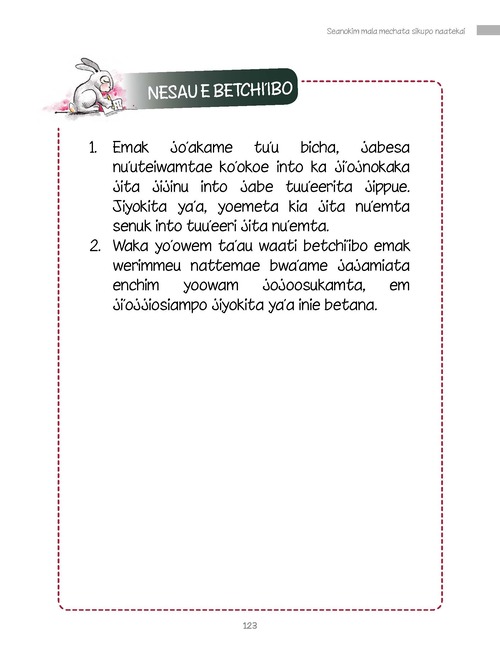 Seanokim mala mechata sikupo naatekai
NESAU E BETCHI'IBO
1. Emak jo'akame tu'u bicha, jabesa
nu'uteiwamtae ko'okoe into ka ji'ojnokaka
jita jijinu into jabe tuu'eerita jippue.
Jiyokita ya'a, yoemeta kia jita nu'emta
senuk into tuu'eeri jita nu'emta.
2. Waka yo'owem ta'au waati betchi'ibo emak
werimmeu nattemae bwa'ame jajamiata
enchim yoowam jojoosukamta, em
ji'ojjiosiampo jiyokita ya'a inie betana.
123